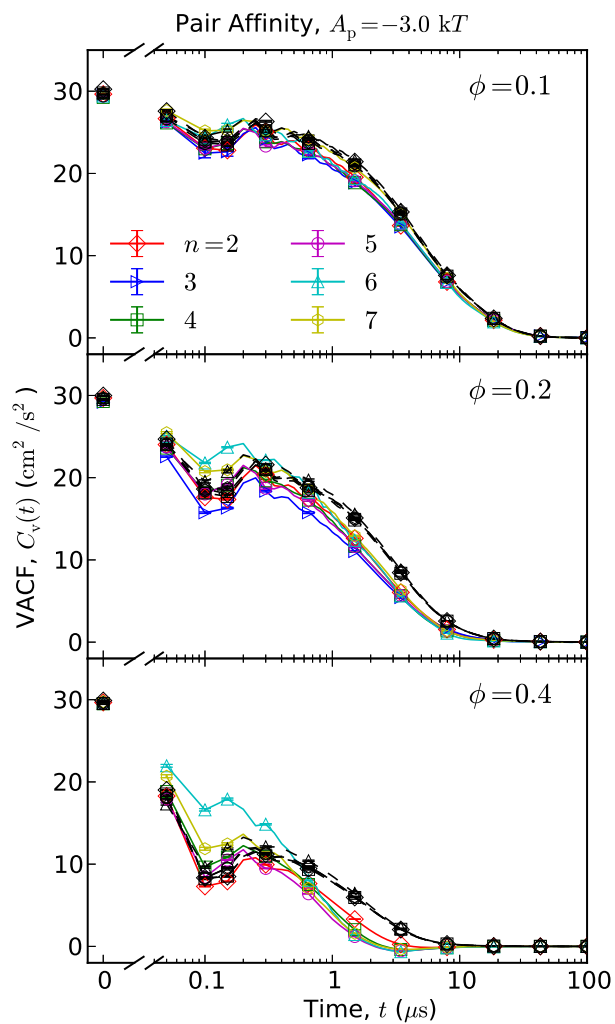 Pair Affinity, A_p = −3.0 kT
30
20
10
0
ϕ = 0.1
n = 2
3
4
5
6
7
30
20
10
0
ϕ = 0.2
VACF, C_v(t) (cm²/s²)
30
20
10
0
ϕ = 0.4
0 0.1 1 10 100
Time, t (μs)